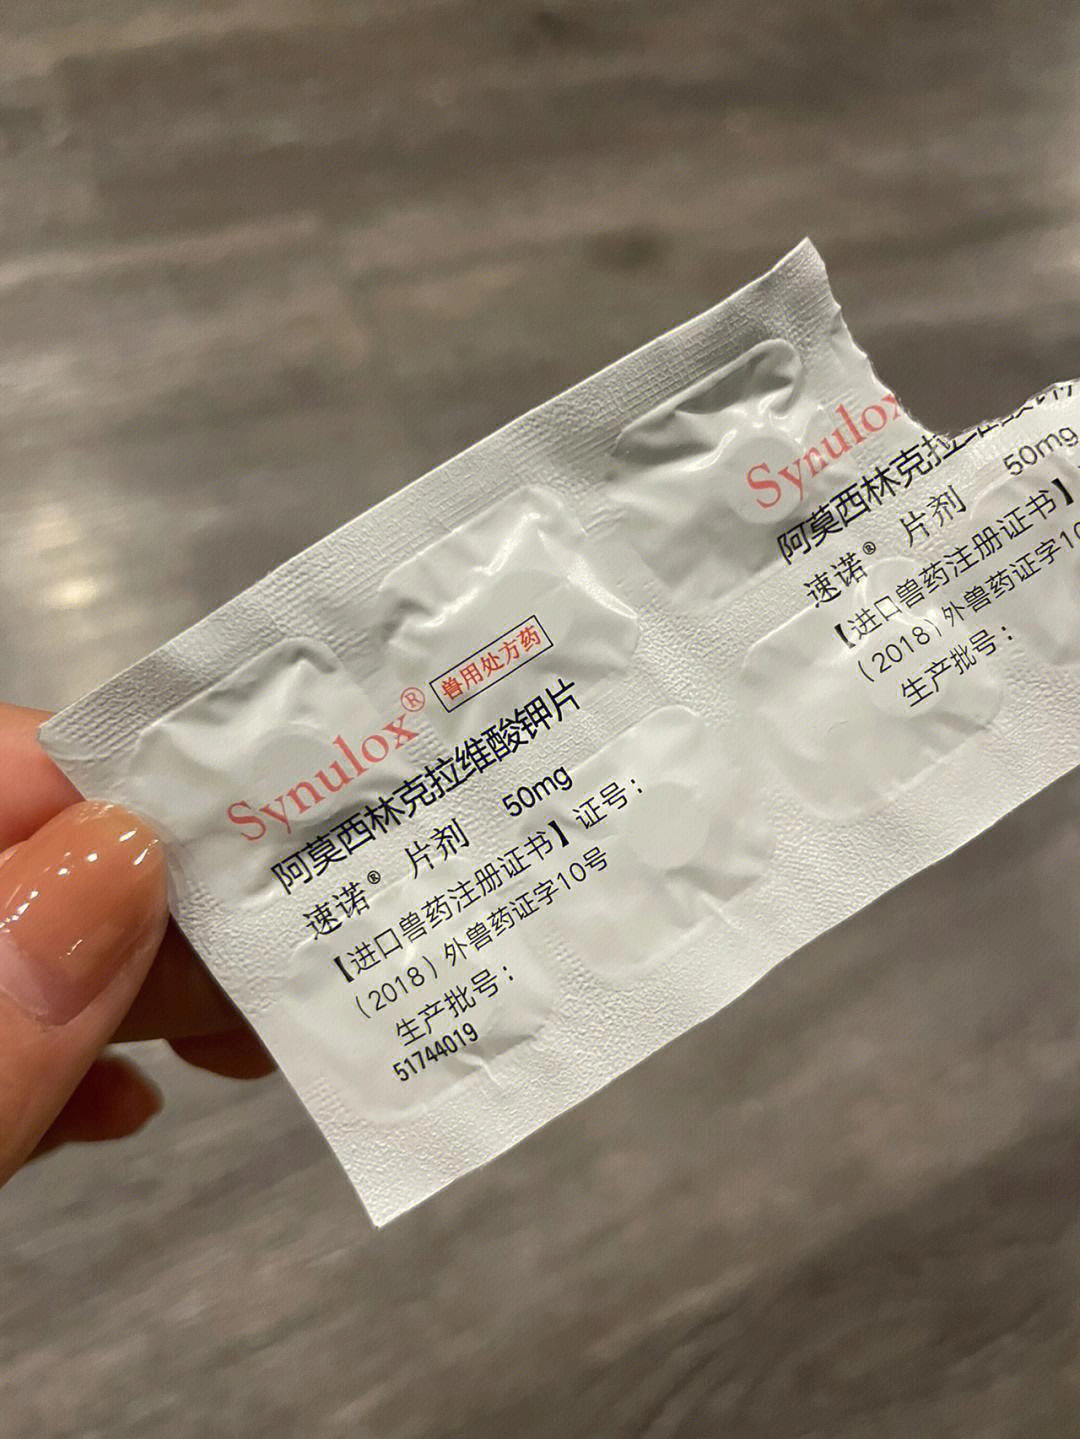 Synulox® 兽用处方药
阿莫西林克拉维酸钾片
速诺® 片剂 50mg
【进口兽药注册证书】证号：
（2018）外兽药证字10号
生产批号：
51744019
Synulox
阿莫西林克拉维酸
速诺® 片剂 50mg
【进口兽药注册证书】
（2018）外兽药证字10
生产批号：